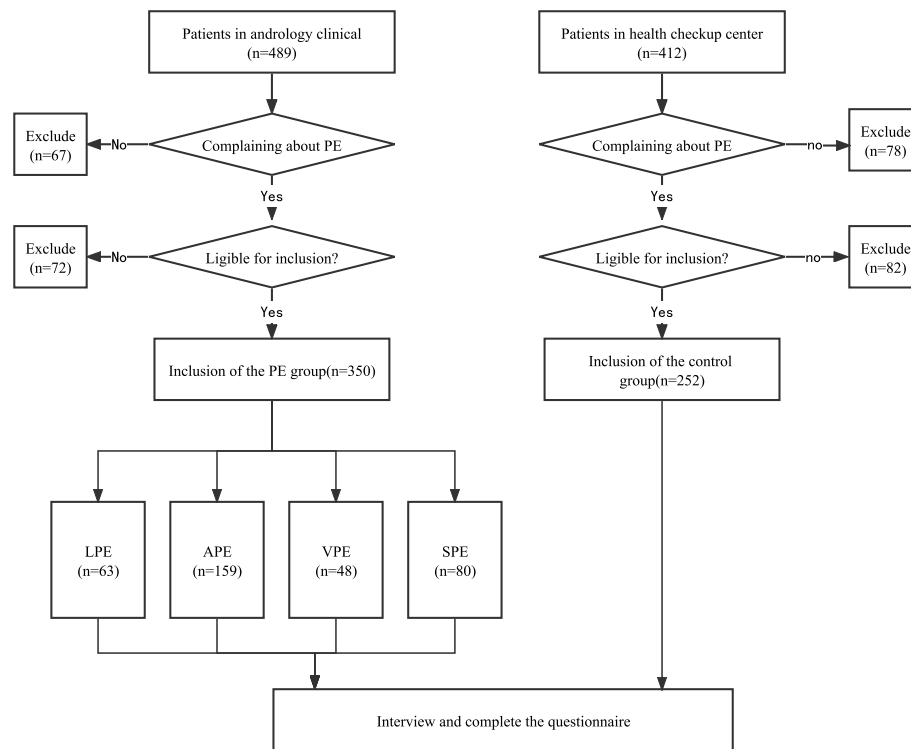 Patients in andrology clinical
(n=489)
Patients in health checkup center
(n=412)
Exclude
(n=67)
No
Complaining about PE
Complaining about PE
no
Exclude
(n=78)
Yes
Yes
Exclude
(n=72)
No
Ligible for inclusion?
Ligible for inclusion?
no
Exclude
(n=82)
Yes
Yes
Inclusion of the PE group(n=350)
Inclusion of the control
group(n=252)
LPE
(n=63)
APE
(n=159)
VPE
(n=48)
SPE
(n=80)
Interview and complete the questionnaire